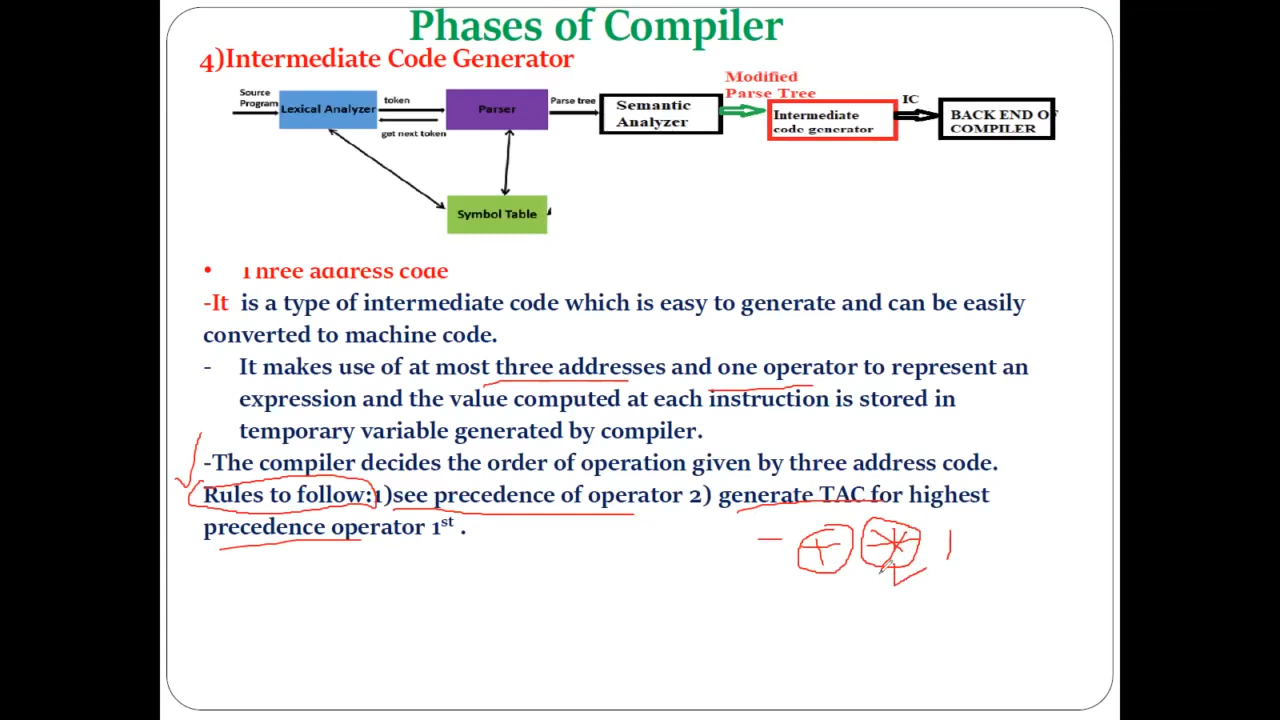 Phases of Compiler
4)Intermediate Code Generator
Source
Program
Lexical Analyzer
token
get next token
Parser
Parse tree
Semantic
Analyzer
Modified
Parse Tree
Intermediate
code generator
IC
BACK END OF
COMPILER
Symbol Table
• Three address code
-It is a type of intermediate code which is easy to generate and can be easily
converted to machine code.
- It makes use of at most three addresses and one operator to represent an
expression and the value computed at each instruction is stored in
temporary variable generated by compiler.
-The compiler decides the order of operation given by three address code.
Rules to follow:1)see precedence of operator 2) generate TAC for highest
precedence operator 1st .
- + * |